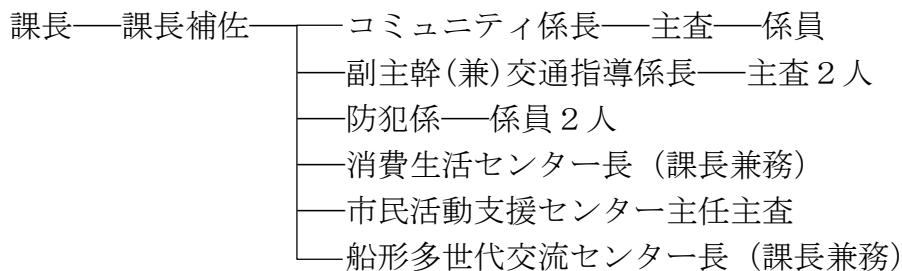 課長──課長補佐──コミュニティ係長──主査──係員
副主幹(兼)交通指導係長──主査２人
防犯係──係員２人
消費生活センター長（課長兼務）
市民活動支援センター主任主査
船形多世代交流センター長（課長兼務）